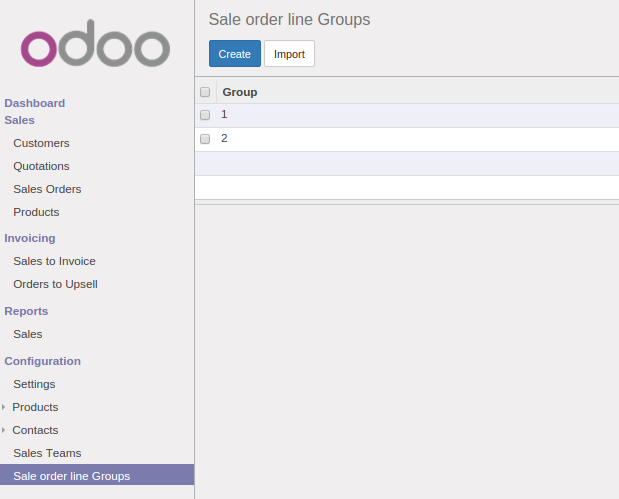 odoo
Dashboard
Sales
Customers
Quotations
Sales Orders
Products
Invoicing
Sales to Invoice
Orders to Upsell
Reports
Sales
Configuration
Settings
Products
Contacts
Sales Teams
Sale order line Groups
Sale order line Groups
Create Import
Group
1
2